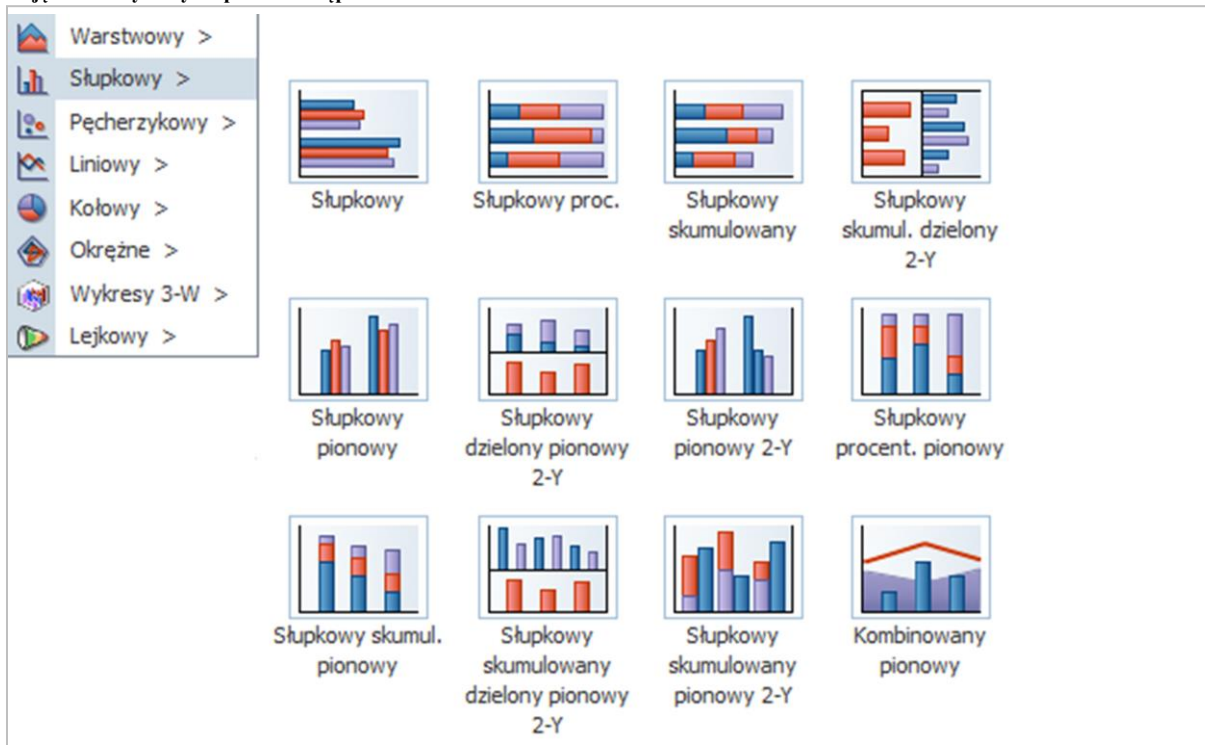 Warstwowy >
Słupkowy >
Pęcherzykowy >
Liniowy >
Kołowy >
Okrężne >
Wykresy 3-W >
Lejkowy >
Słupkowy
Słupkowy proc.
Słupkowy
skumulowany
Słupkowy
skumul. dzielony
2-Y
Słupkowy
pionowy
Słupkowy
dzielony pionowy
2-Y
Słupkowy
pionowy 2-Y
Słupkowy
procent. pionowy
Słupkowy skumul.
pionowy
Słupkowy
skumulowany
dzielony pionowy
2-Y
Słupkowy
skumulowany
pionowy 2-Y
Kombinowany
pionowy